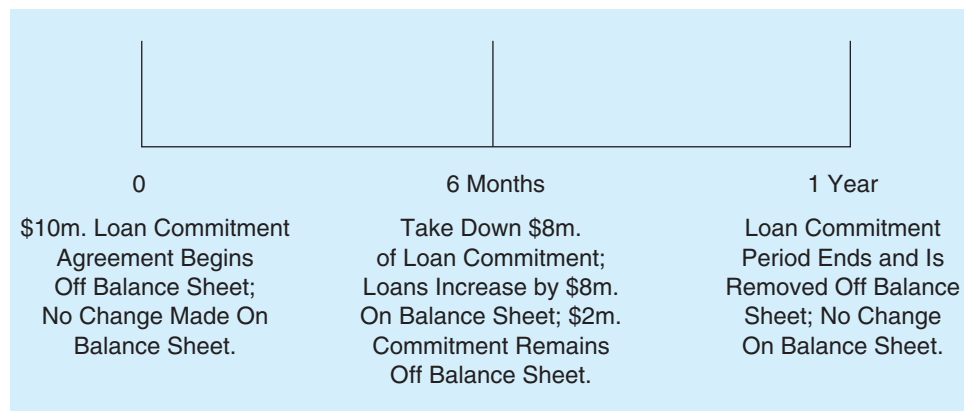 0
6 Months
1 Year
$10m. Loan Commitment
Agreement Begins
Off Balance Sheet;
No Change Made On
Balance Sheet.
Take Down $8m.
of Loan Commitment;
Loans Increase by $8m.
On Balance Sheet; $2m.
Commitment Remains
Off Balance Sheet.
Loan Commitment
Period Ends and Is
Removed Off Balance
Sheet; No Change
On Balance Sheet.